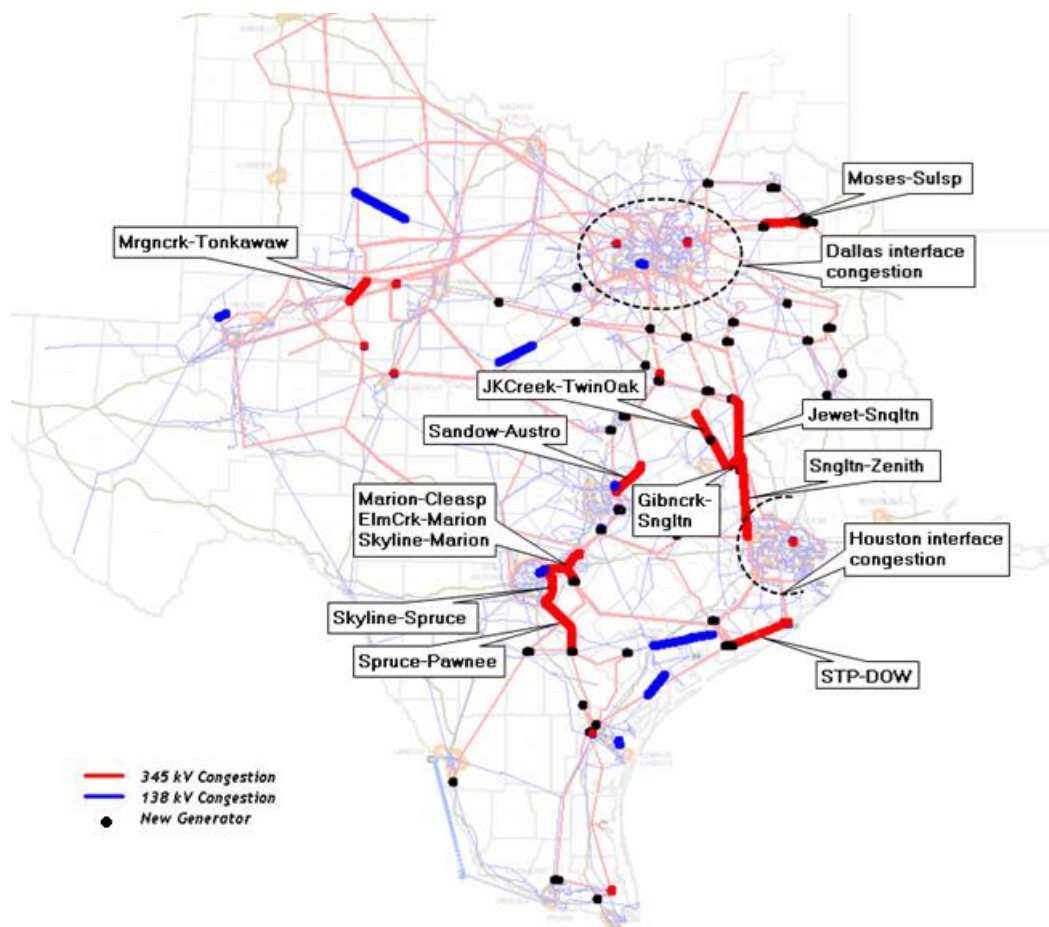 Moses-Sulsp
Mrgncrk-Tonkawaw
Dallas interface
congestion
JKCreek-TwinOak
Jewet-Snqltn
Sandow-Austro
Sngltn-Zenith
Marion-Cleasp
ElmCrk-Marion
Skyline-Marion
Gibncrk-
Sngltn
Houston interface
congestion
Skyline-Spruce
Spruce-Pawnee
STP-DOW
345 kV Congestion
138 kV Congestion
New Generator